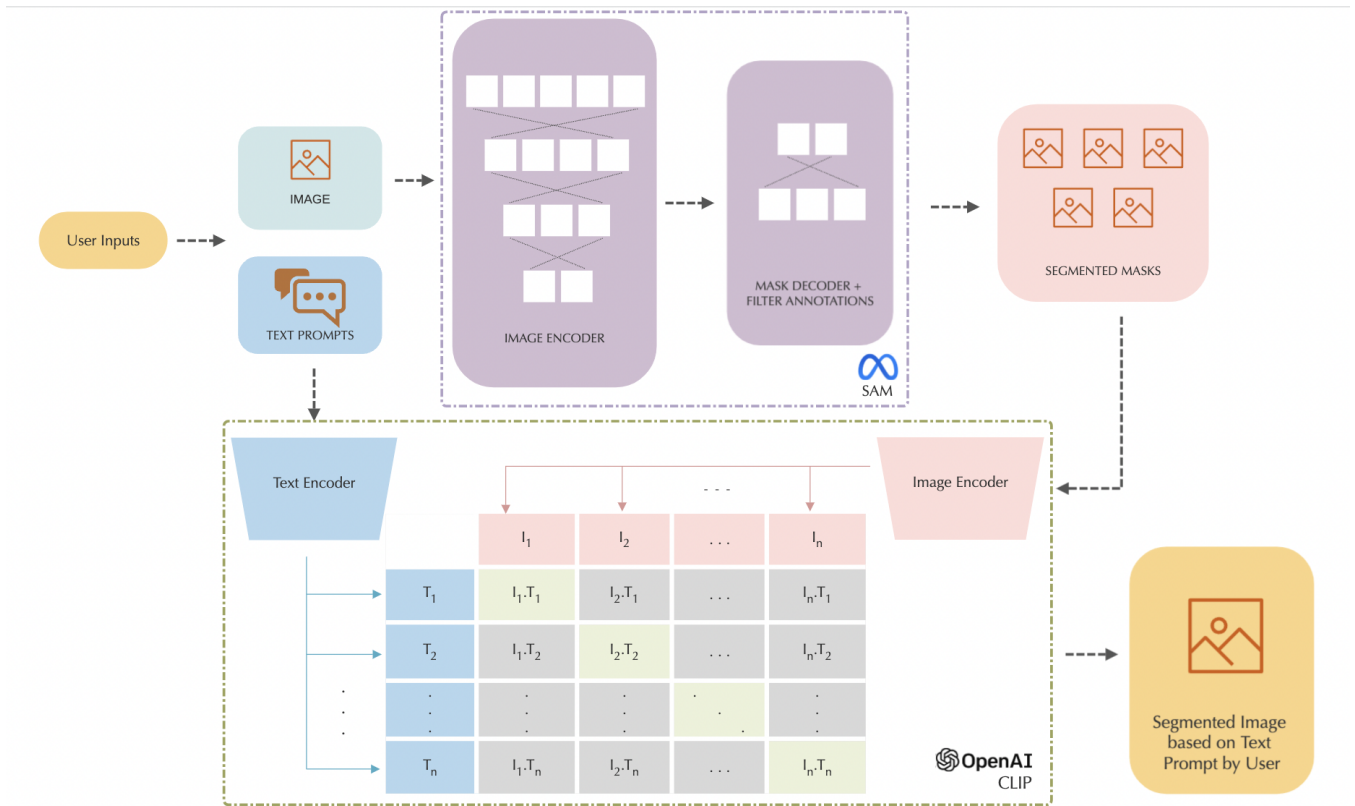 User Inputs
IMAGE
TEXT PROMPTS
IMAGE ENCODER
MASK DECODER +
FILTER ANNOTATIONS
SAM
SEGMENTED MASKS
Text Encoder
Image Encoder
- - -
I₁ I₂ . . . Iₙ
T₁ I₁.T₁ I₂.T₁ . . . Iₙ.T₁
T₂ I₁.T₂ I₂.T₂ . . . Iₙ.T₂
Tₙ I₁.Tₙ I₂.Tₙ . . . Iₙ.Tₙ
OpenAI
CLIP
Segmented Image
based on Text
Prompt by User